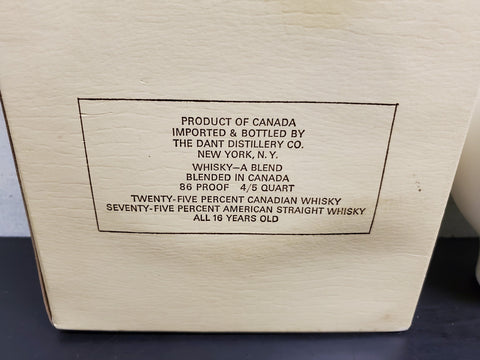 PRODUCT OF CANADA
IMPORTED & BOTTLED BY
THE DANT DISTILLERY CO.
NEW YORK, N.Y.
WHISKY—A BLEND
BLENDED IN CANADA
86 PROOF 4/5 QUART
TWENTY-FIVE PERCENT CANADIAN WHISKY
SEVENTY-FIVE PERCENT AMERICAN STRAIGHT WHISKY
ALL 16 YEARS OLD